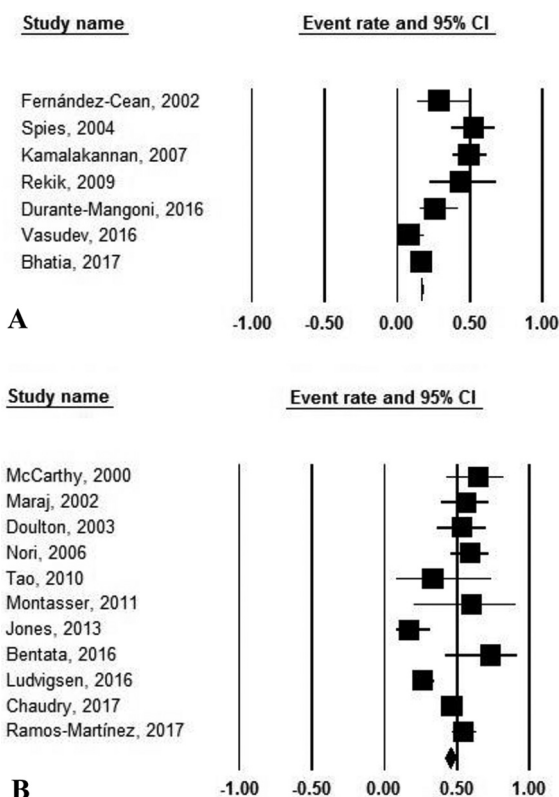 Study name Event rate and 95% CI
Fernández-Cean, 2002
Spies, 2004
Kamalakannan, 2007
Rekik, 2009
Durante-Mangoni, 2016
Vasudev, 2016
Bhatia, 2017
A
-1.00 -0.50 0.00 0.50 1.00
Study name Event rate and 95% CI
McCarthy, 2000
Maraj, 2002
Doulton, 2003
Nori, 2006
Tao, 2010
Montasser, 2011
Jones, 2013
Bentata, 2016
Ludvigsen, 2016
Chaudry, 2017
Ramos-Martínez, 2017
B -1.00 -0.50 0.00 0.50 1.00